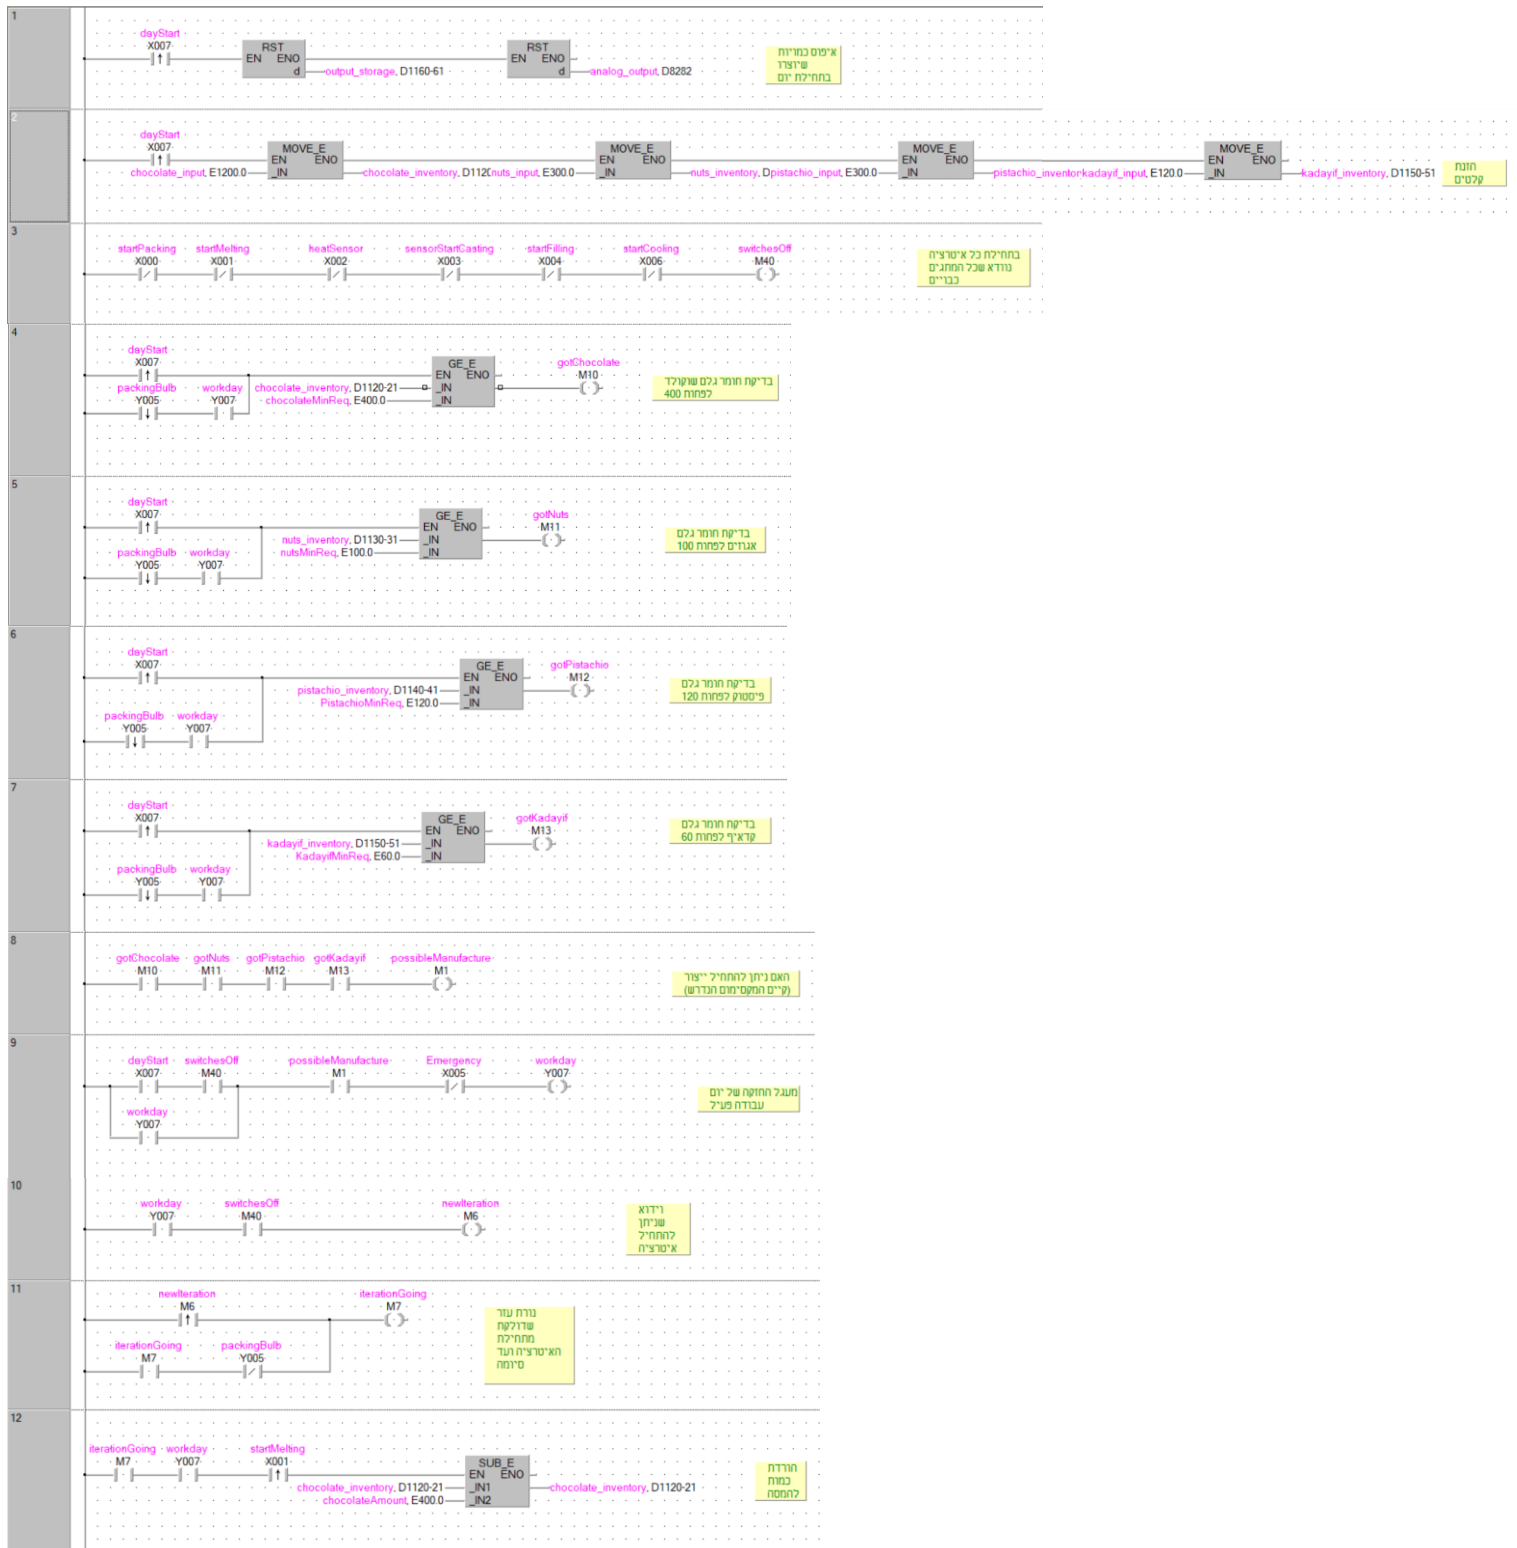 1
dayStart
X007
RST
EN ENO
d
output_storage, D1160-61
RST
EN ENO
d
analog_output, D8282
איפוס כמויות
שיוצרו
בתחילת יום
2
dayStart
X007
chocolate_input, E1200.0
MOVE_E
EN ENO
_IN
chocolate_inventory, D112(
nuts_input, E300.0
MOVE_E
EN ENO
_IN
nuts_inventory, D
pistachio_input, E300.0
MOVE_E
EN ENO
_IN
pistachio_inventor
kadayif_input, E120.0
MOVE_E
EN ENO
_IN
kadayif_inventory, D1150-51
הזנת
קלטים
3
startPacking startMelting heatSensor sensorStartCasting startFilling startCooling switchesOff
X000 X001 X002 X003 X004 X006 M40
בתחילת כל איטרציה
נוודא שכל המתגים
כבויים
4
dayStart
X007
packingBulb workday
Y005 Y007
chocolate_inventory, D1120-21
chocolateMinReq, E400.0
GE_E
EN ENO
_IN
_IN
gotChocolate
M10
בדיקת חומר גלם שוקולד
לפחות 400
5
dayStart
X007
packingBulb workday
Y005 Y007
nuts_inventory, D1130-31
nutsMinReq, E100.0
GE_E
EN ENO
_IN
_IN
gotNuts
M11
בדיקת חומר גלם
אגוזים לפחות 100
6
dayStart
X007
packingBulb workday
Y005 Y007
pistachio_inventory, D1140-41
PistachioMinReq, E120.0
GE_E
EN ENO
_IN
_IN
gotPistachio
M12
בדיקת חומר גלם
פיסטוק לפחות 120
7
dayStart
X007
packingBulb workday
Y005 Y007
kadayif_inventory, D1150-51
KadayifMinReq, E60.0
GE_E
EN ENO
_IN
_IN
gotKadayif
M13
בדיקת חומר גלם
קדאיף לפחות 60
8
gotChocolate gotNuts gotPistachio gotKadayif possibleManufacture
M10 M11 M12 M13 M1
האם ניתן להתחיל ייצור
(קיים המקסימום הנדרש)
9
dayStart switchesOff possibleManufacture Emergency workday
X007 M40 M1 X005 Y007
workday
Y007
מעגל החזקה של יום
עבודה פעיל
10
workday switchesOff newIteration
Y007 M40 M6
וידוא
שניתן
להתחיל
איטרציה
11
newIteration iterationGoing
M6 M7
iterationGoing packingBulb
M7 Y005
נורת עזר
שדולקת
מתחילת
האיטרציה ועד
סיומה
12
iterationGoing workday startMelting
M7 Y007 X001
chocolate_inventory, D1120-21
chocolateAmount, E400.0
SUB_E
EN ENO
_IN1
_IN2
chocolate_inventory, D1120-21
הורדת
כמות
להמסה